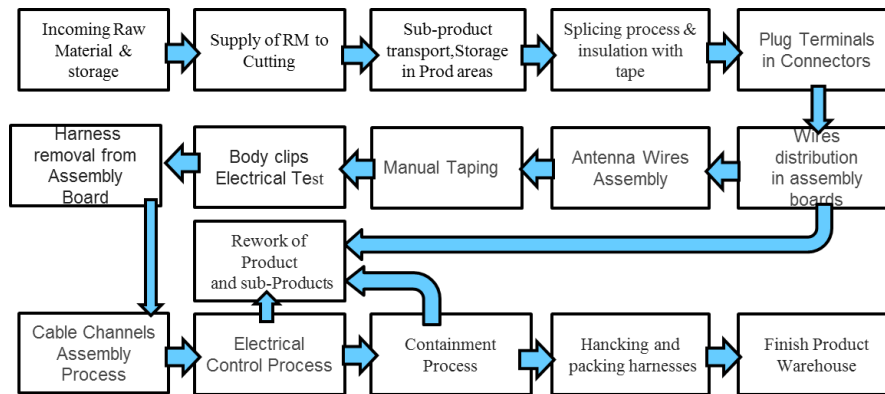 Incoming Raw
Material &
storage
Supply of RM to
Cutting
Sub-product
transport,Storage
in Prod areas
Splicing process &
insulation with
tape
Plug Terminals
in Connectors
Harness
removal from
Assembly
Board
Body clips
Electrical Test
Manual Taping
Antenna Wires
Assembly
Wires
distribution
in assembly
boards
Rework of
Product
and sub-Products
Cable Channels
Assembly
Process
Electrical
Control Process
Containment
Process
Hancking and
packing harnesses
Finish Product
Warehouse